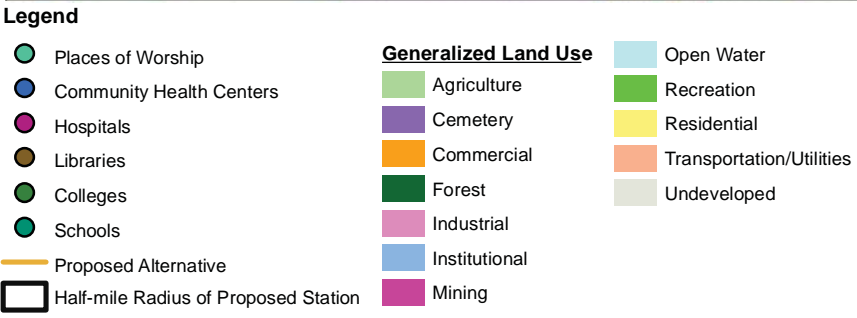 Legend
Places of Worship
Community Health Centers
Hospitals
Libraries
Colleges
Schools
Proposed Alternative
Half-mile Radius of Proposed Station
Generalized Land Use
Agriculture
Cemetery
Commercial
Forest
Industrial
Institutional
Mining
Open Water
Recreation
Residential
Transportation/Utilities
Undeveloped